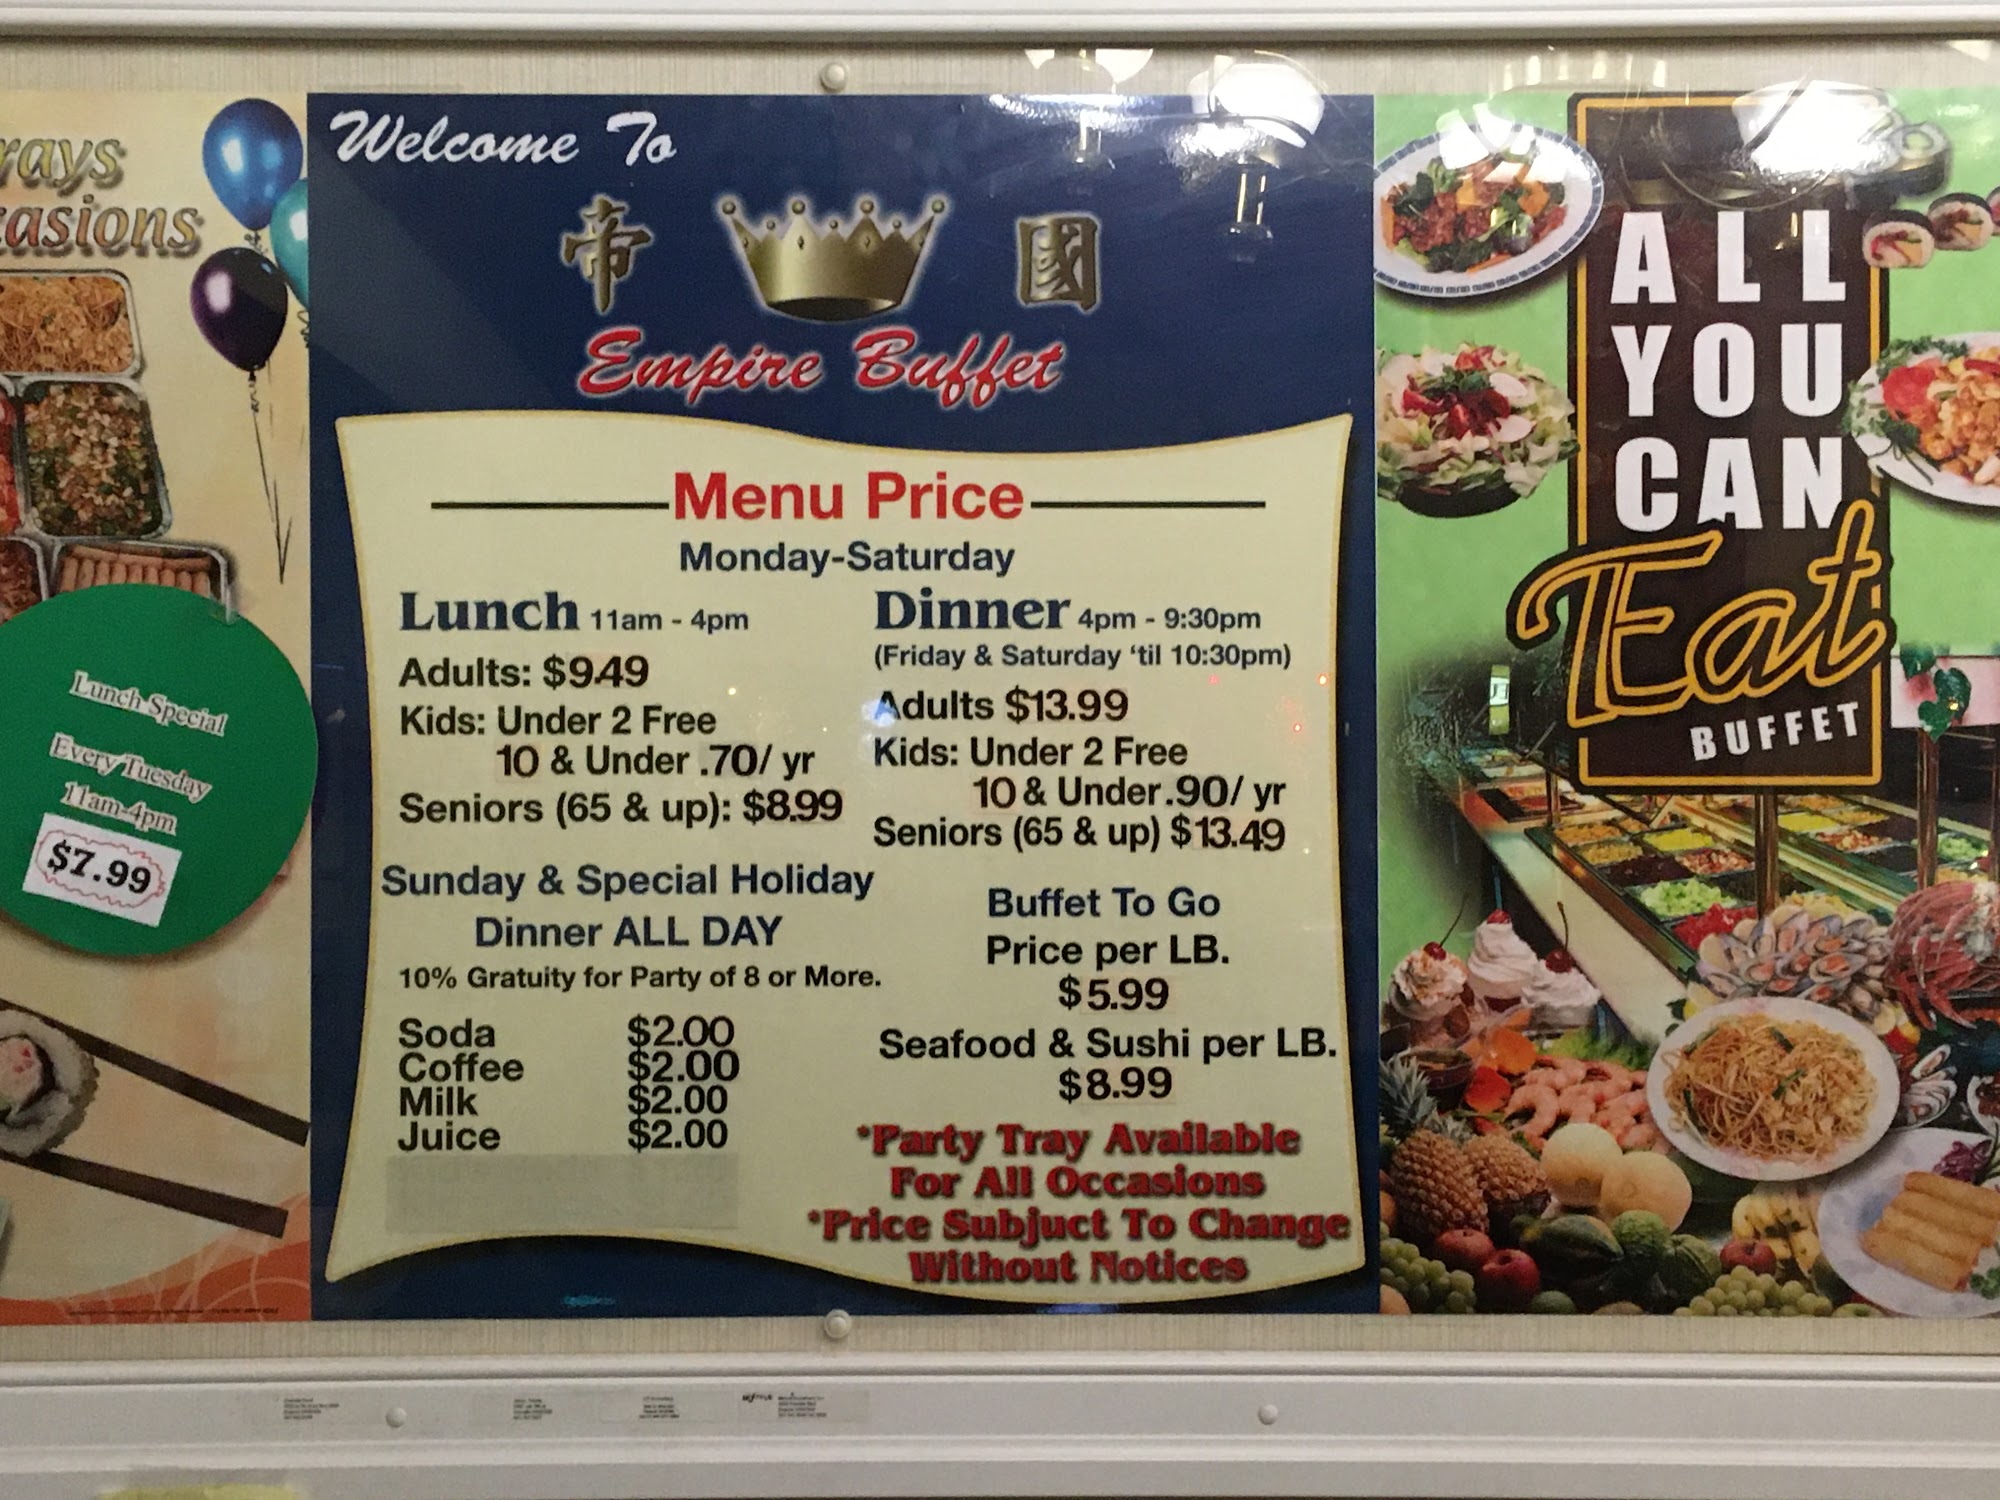 rays
casions
Lunch Special
Every Tuesday
11am-4pm
$7.99
Welcome To
帝 國
Empire Buffet
Menu Price
Monday-Saturday
Lunch 11am - 4pm
Adults: $9.49
Kids: Under 2 Free
10 & Under .70/ yr
Seniors (65 & up): $8.99
Dinner 4pm - 9:30pm
(Friday & Saturday ‘til 10:30pm)
Adults $13.99
Kids: Under 2 Free
10 & Under .90/ yr
Seniors (65 & up) $13.49
Sunday & Special Holiday
Dinner ALL DAY
10% Gratuity for Party of 8 or More.
Soda $2.00
Coffee $2.00
Milk $2.00
Juice $2.00
Buffet To Go
Price per LB.
$5.99
Seafood & Sushi per LB.
$8.99
*Party Tray Available
For All Occasions
*Price Subjuct To Change
Without Notices
ALL
YOU
CAN
Eat
BUFFET